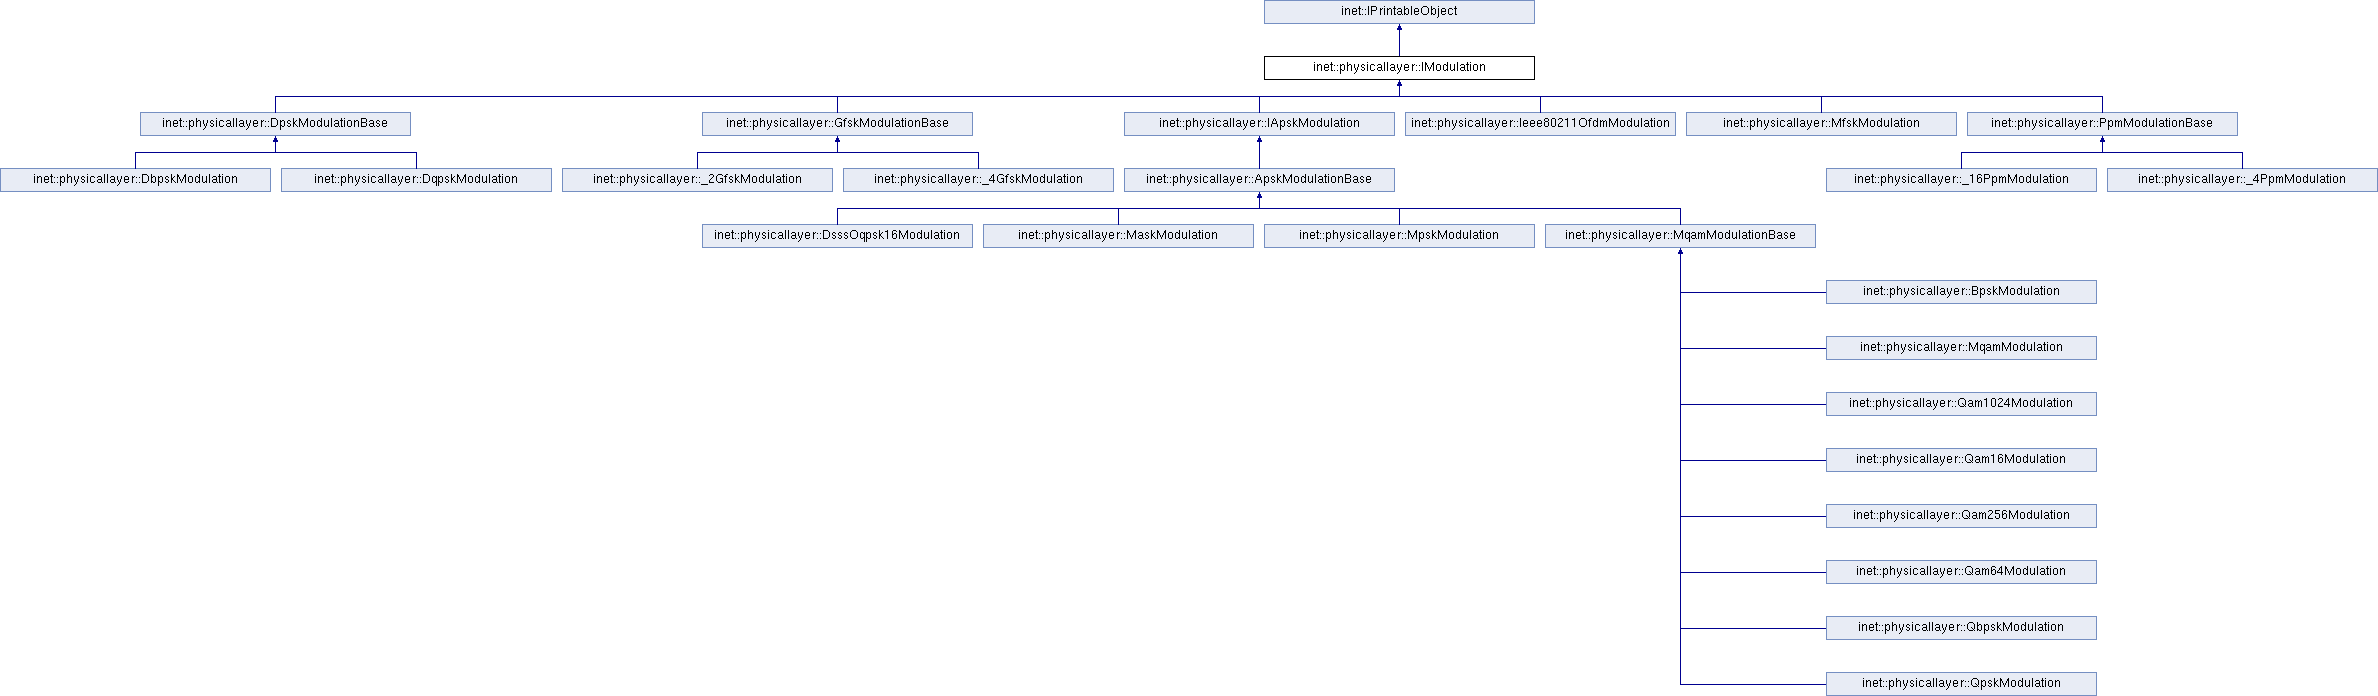 inet::IPrintableObject
inet::physicallayer::IModulation
inet::physicallayer::DpskModulationBase
inet::physicallayer::GfskModulationBase
inet::physicallayer::IApskModulation
inet::physicallayer::Ieee80211OfdmModulation
inet::physicallayer::MfskModulation
inet::physicallayer::PpmModulationBase
inet::physicallayer::DbpskModulation
inet::physicallayer::DqpskModulation
inet::physicallayer::_2GfskModulation
inet::physicallayer::_4GfskModulation
inet::physicallayer::ApskModulationBase
inet::physicallayer::_16PpmModulation
inet::physicallayer::_4PpmModulation
inet::physicallayer::DsssOqpsk16Modulation
inet::physicallayer::MaskModulation
inet::physicallayer::MpskModulation
inet::physicallayer::MqamModulationBase
inet::physicallayer::BpskModulation
inet::physicallayer::MqamModulation
inet::physicallayer::Qam1024Modulation
inet::physicallayer::Qam16Modulation
inet::physicallayer::Qam256Modulation
inet::physicallayer::Qam64Modulation
inet::physicallayer::QbpskModulation
inet::physicallayer::QpskModulation